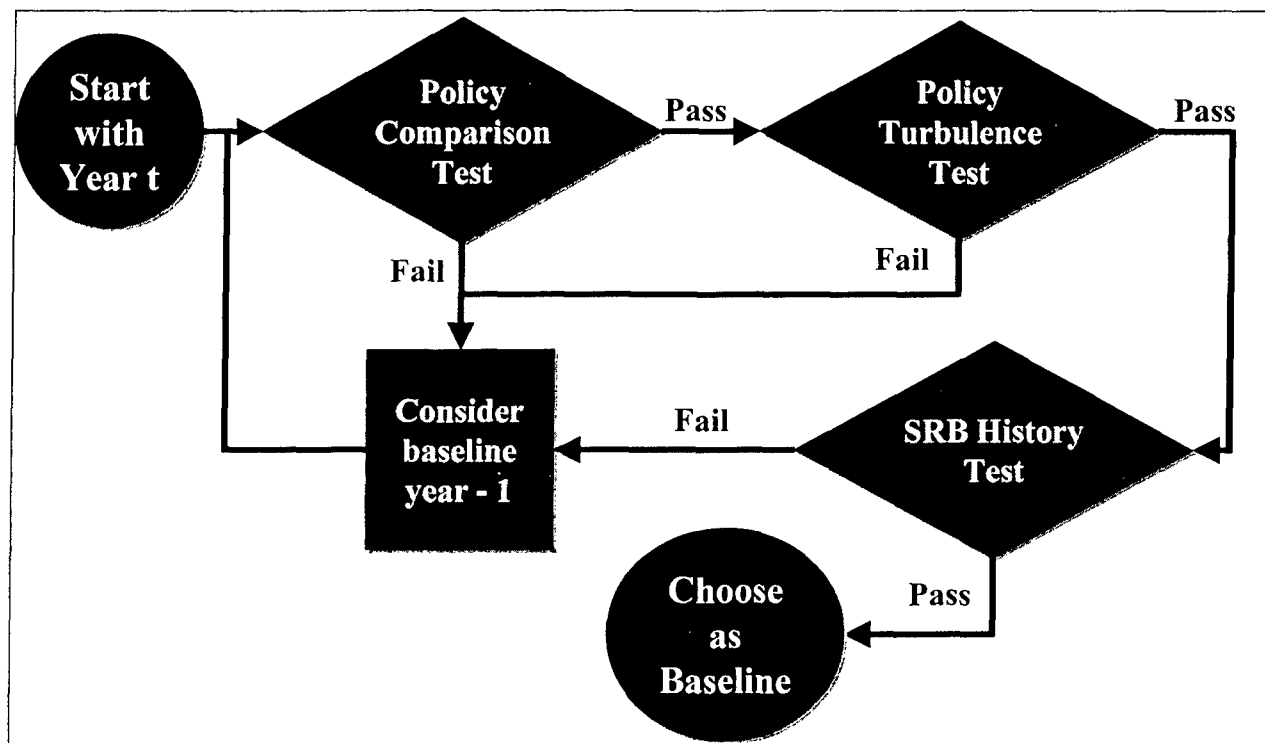 Start
with
Year t
Policy
Comparison
Test
Pass
Policy
Turbulence
Test
Pass
Fail
Fail
Consider
baseline
year - 1
Fail
SRB History
Test
Pass
Choose
as
Baseline